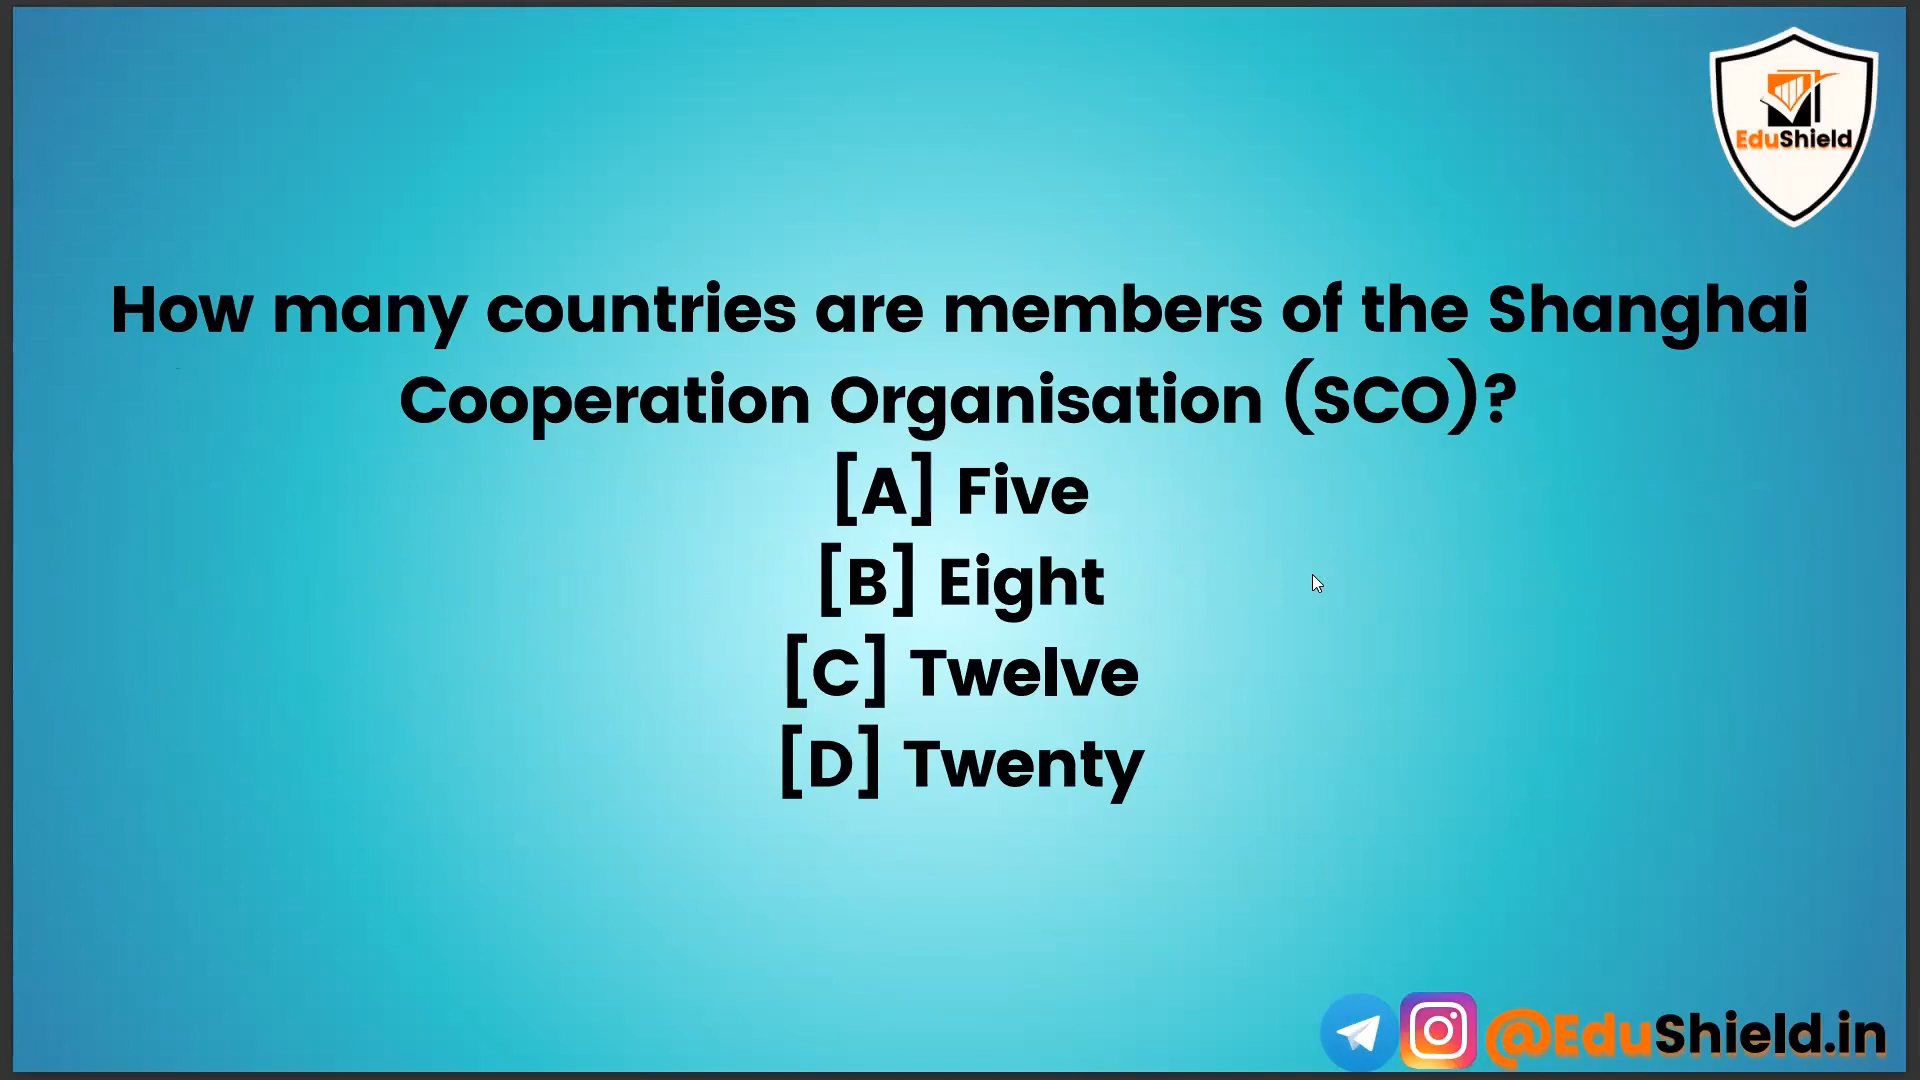 EduShield
How many countries are members of the Shanghai
Cooperation Organisation (SCO)?
[A] Five
[B] Eight
[C] Twelve
[D] Twenty
@EduShield.in